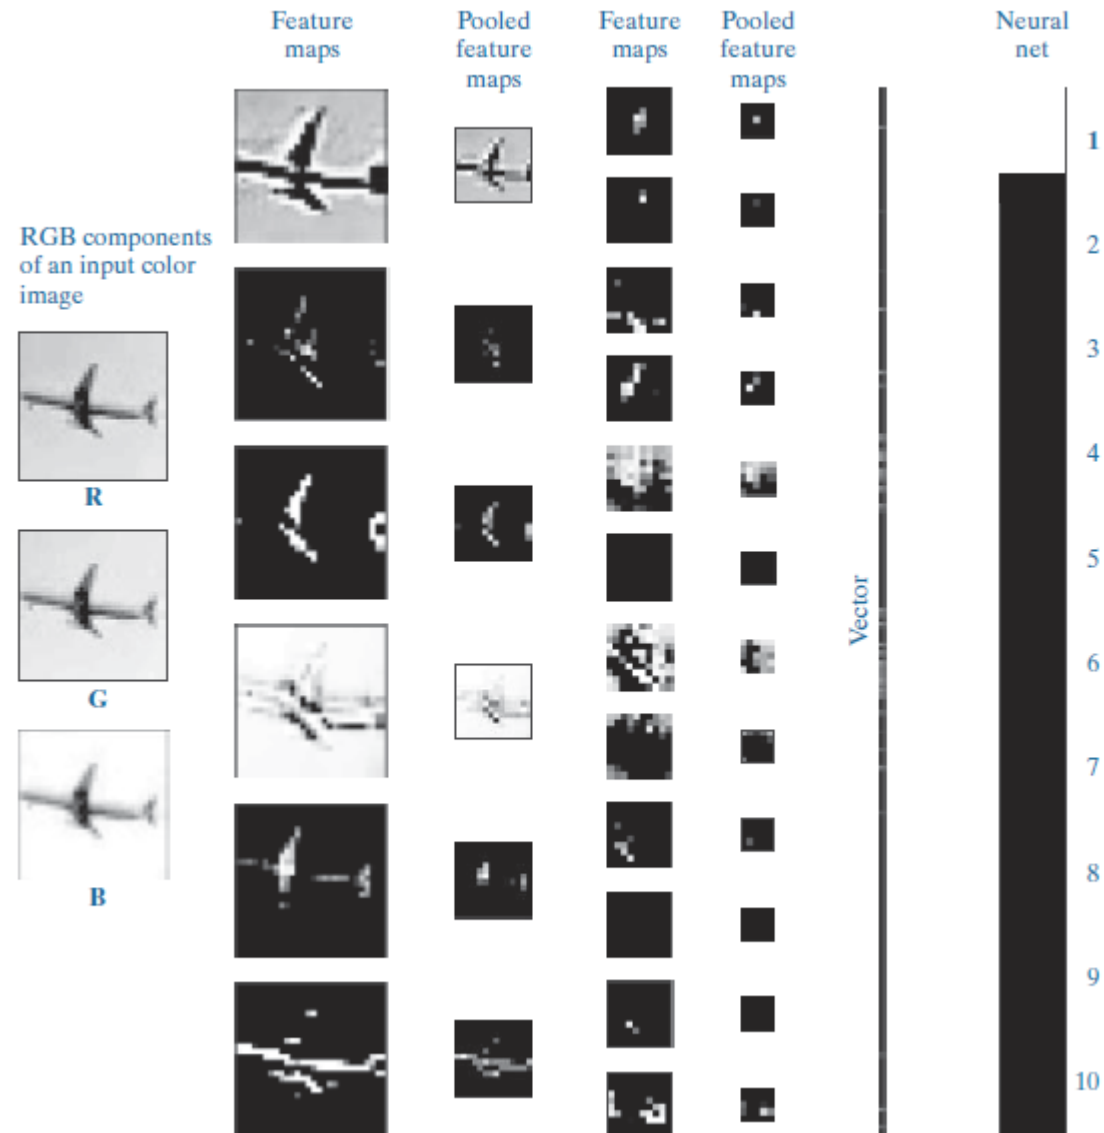 Feature
maps
Pooled
feature
maps
Feature
maps
Pooled
feature
maps
Neural
net
RGB components
of an input color
image
R
G
B
Vector
1
2
3
4
5
6
7
8
9
10